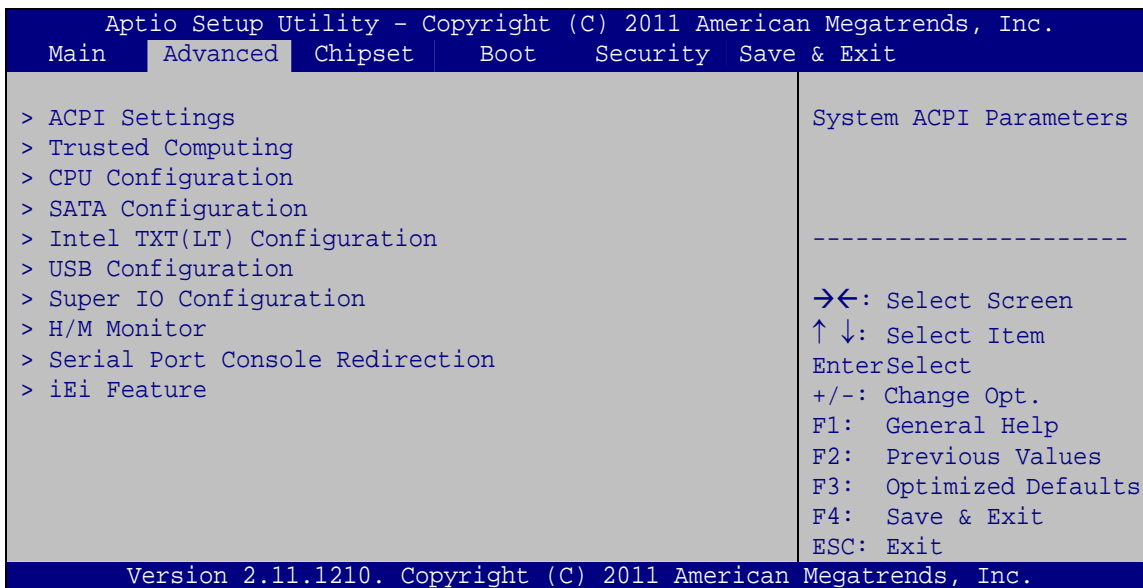 Aptio Setup Utility – Copyright (C) 2011 American Megatrends, Inc.
Main Advanced Chipset Boot Security Save & Exit
> ACPI Settings
> Trusted Computing
> CPU Configuration
> SATA Configuration
> Intel TXT(LT) Configuration
> USB Configuration
> Super IO Configuration
> H/M Monitor
> Serial Port Console Redirection
> iEi Feature
System ACPI Parameters
----------------------
→←: Select Screen
↑ ↓: Select Item
EnterSelect
+/-: Change Opt.
F1: General Help
F2: Previous Values
F3: Optimized Defaults
F4: Save & Exit
ESC: Exit
Version 2.11.1210. Copyright (C) 2011 American Megatrends, Inc.